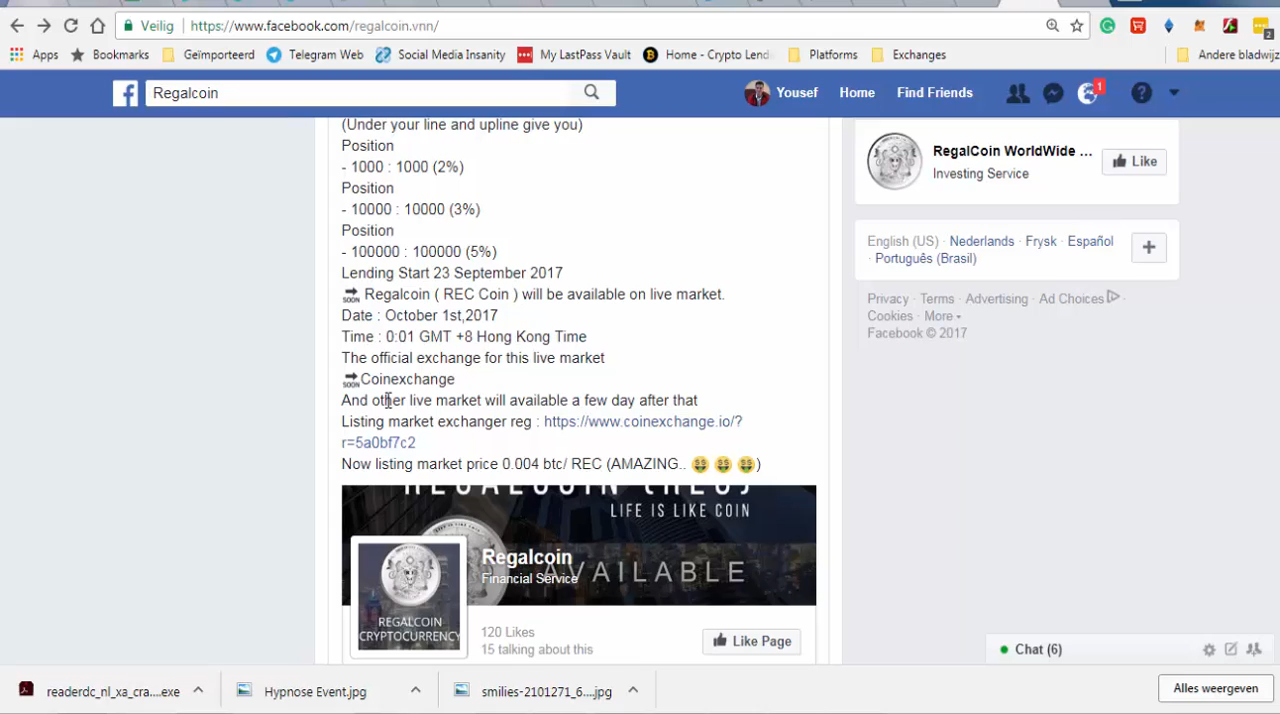 Veilig
https://www.facebook.com/regalcoin.vnn/
Apps
Bookmarks
Geïmporteerd
Telegram Web
Social Media Insanity
My LastPass Vault
Home - Crypto Lend
Platforms
Exchanges
Andere bladwijz
2
Regalcoin
Yousef
Home
Find Friends
1
(Under your line and upline give you)
Position
- 1000 : 1000 (2%)
Position
- 10000 : 10000 (3%)
Position
- 100000 : 100000 (5%)
Lending Start 23 September 2017
SOON Regalcoin ( REC Coin ) will be available on live market.
Date : October 1st,2017
Time : 0:01 GMT +8 Hong Kong Time
The official exchange for this live market
SOON Coinexchange
And other live market will available a few day after that
Listing market exchanger reg : https://www.coinexchange.io/?
r=5a0bf7c2
Now listing market price 0.004 btc/ REC (AMAZING.. 🤑 🤑 🤑)
REGALCOIN (REC)
LIFE IS LIKE COIN
AVAILABLE
Regalcoin
Financial Service
REGALCOIN
CRYPTOCURRENCY
120 Likes
15 talking about this
Like Page
RegalCoin WorldWide ...
Investing Service
Like
English (US) · Nederlands · Frysk · Español
· Português (Brasil)
Privacy · Terms · Advertising · Ad Choices ·
Cookies · More
Facebook © 2017
Chat (6)
readerdc_nl_xa_cra....exe
Hypnose Event.jpg
smilies-2101271_6....jpg
Alles weergeven